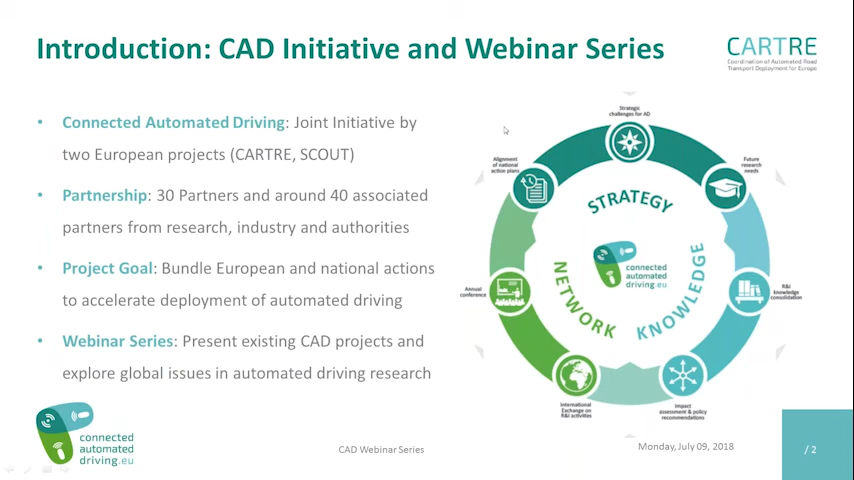 Introduction: CAD Initiative and Webinar Series
CARTRE
Coordination of Automated Road
Transport Deployment for Europe
• Connected Automated Driving: Joint Initiative by
two European projects (CARTRE, SCOUT)
• Partnership: 30 Partners and around 40 associated
partners from research, industry and authorities
• Project Goal: Bundle European and national actions
to accelerate deployment of automated driving
• Webinar Series: Present existing CAD projects and
explore global issues in automated driving research
Strategic
challenges for AD
Alignment
of national
action plans
Future
research
needs
STRATEGY
connected
automated
driving.eu
NETWORK
KNOWLEDGE
Annual
conference
R&I
knowledge
consolidation
International
Exchange on
R&I activities
Impact
assessment & policy
recommendations
connected
automated
driving.eu
CAD Webinar Series
Monday, July 09, 2018
/ 2